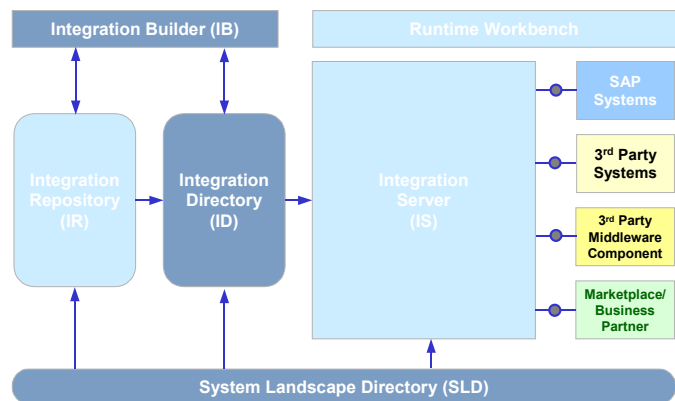 Integration Builder (IB)
Runtime Workbench
Integration
Repository
(IR)
Integration
Directory
(ID)
Integration
Server
(IS)
SAP
Systems
3rd Party
Systems
3rd Party
Middleware
Component
Marketplace/
Business
Partner
System Landscape Directory (SLD)